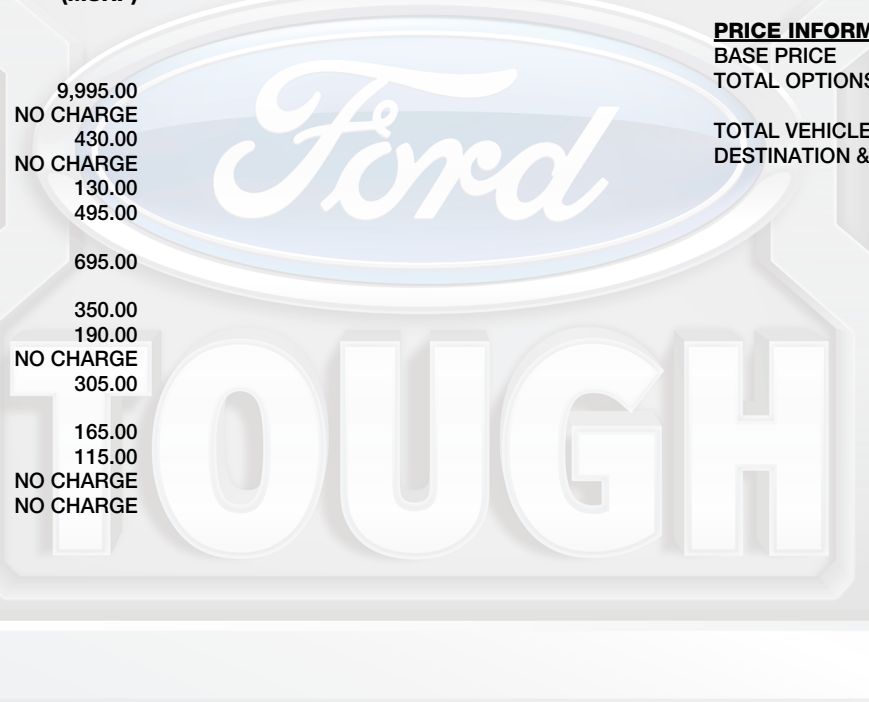 9,995.00
NO CHARGE
430.00
NO CHARGE
130.00
495.00
695.00
350.00
190.00
NO CHARGE
305.00
165.00
115.00
NO CHARGE
NO CHARGE
PRICE INFORM
BASE PRICE
TOTAL OPTIONS
TOTAL VEHICLE
DESTINATION &
Ford
TOUGH